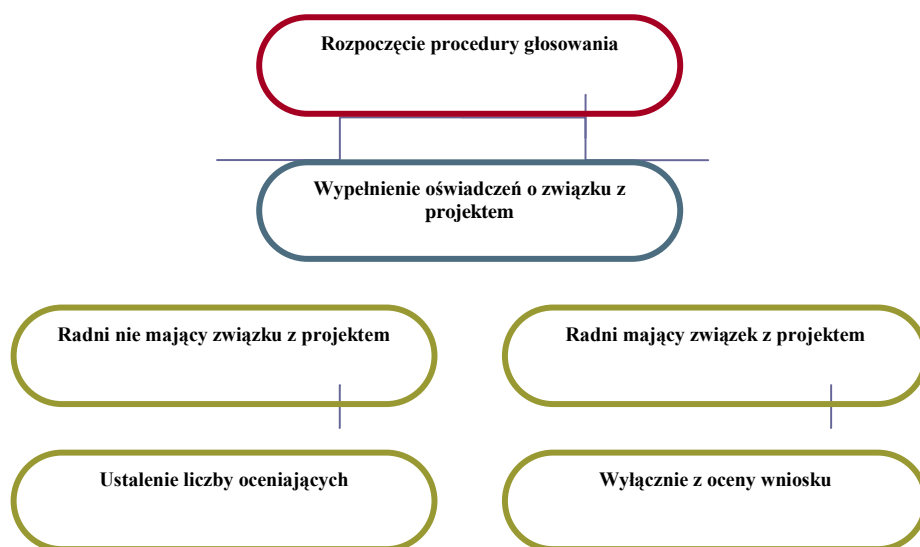 Rozpoczęcie procedury głosowania
Wypełnienie oświadczeń o związku z
projektem
Radni nie mający związku z projektem
Radni mający związek z projektem
Ustalenie liczby oceniających
Wyłącznie z oceny wniosku